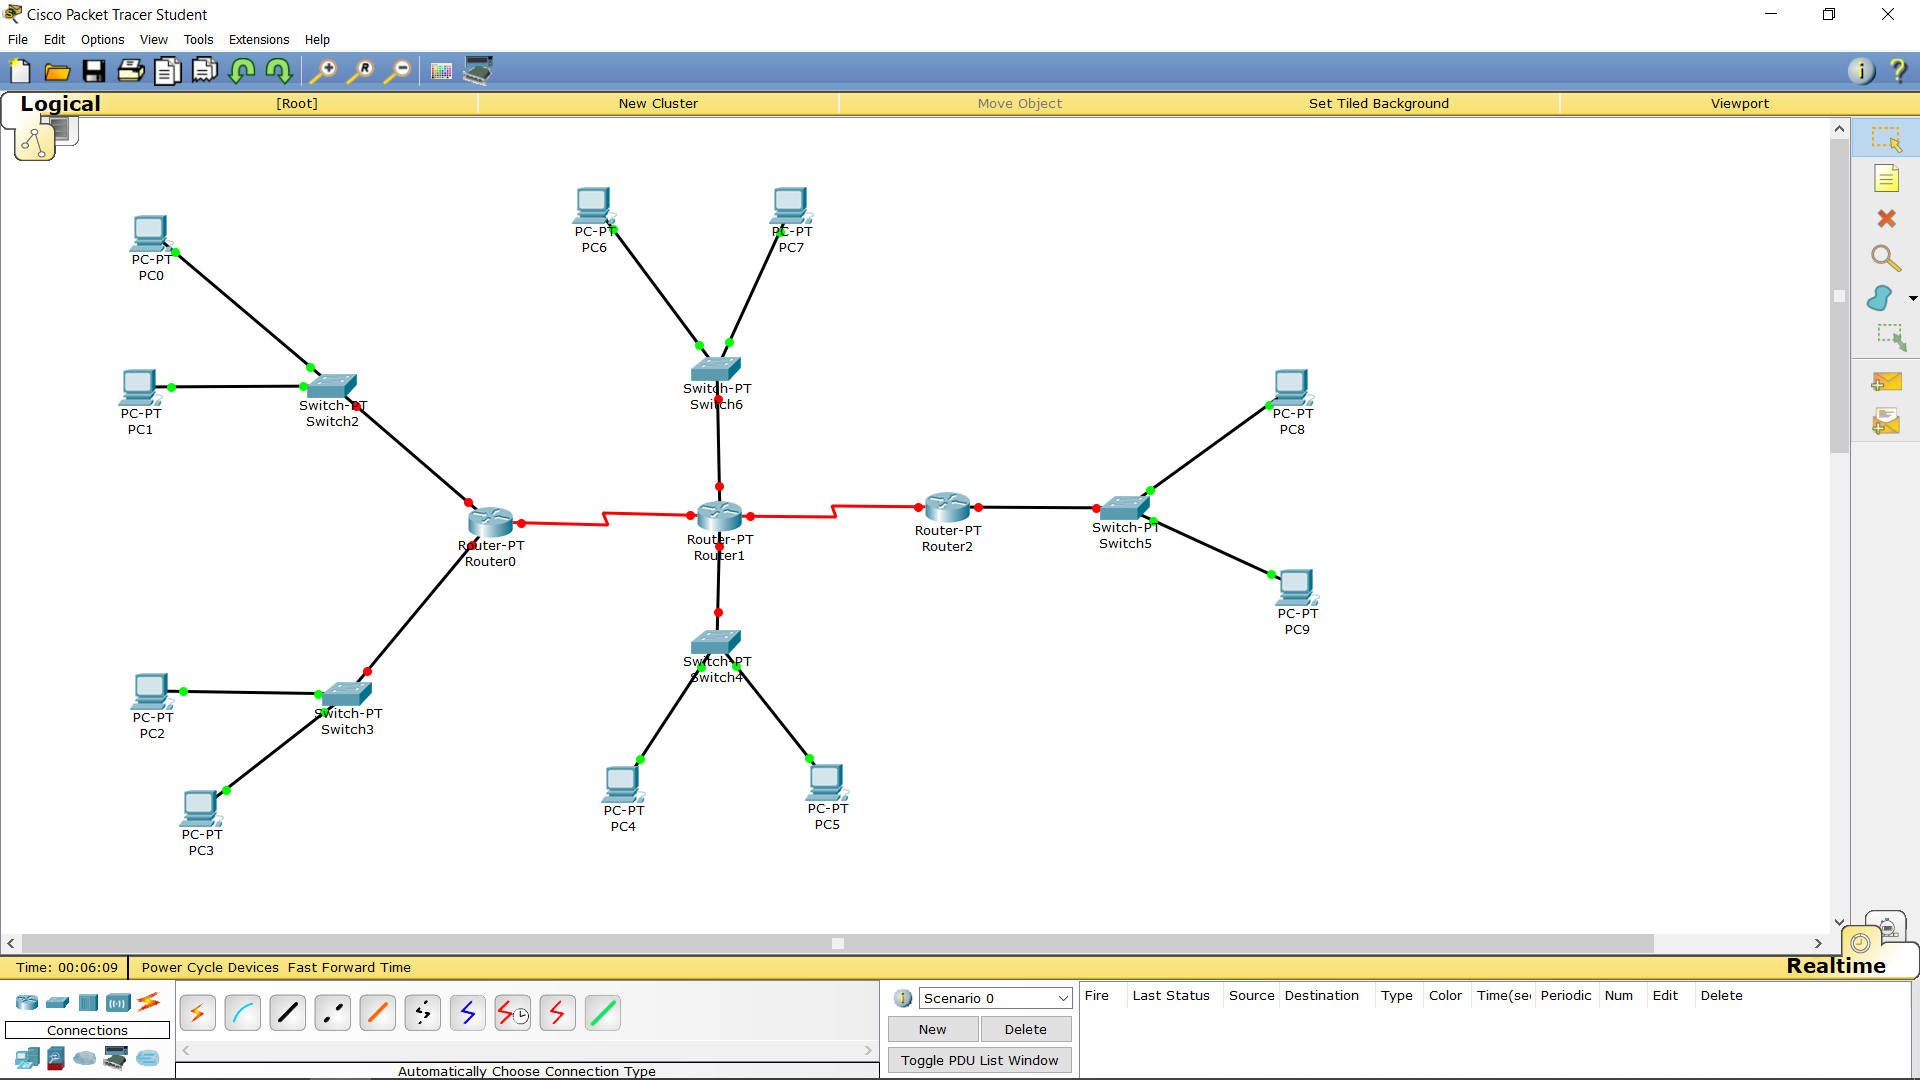 Cisco Packet Tracer Student
File Edit Options View Tools Extensions Help
Logical [Root] New Cluster Move Object Set Tiled Background Viewport
PC-PT
PC6
PC-PT
PC7
PC-PT
PC0
PC-PT
PC1
Switch-PT
Switch2
Switch-PT
Switch6
PC-PT
PC8
Router-PT
Router0
Router-PT
Router1
Router-PT
Router2
Switch-PT
Switch5
PC-PT
PC9
Switch-PT
Switch4
PC-PT
PC2
Switch-PT
Switch3
PC-PT
PC3
PC-PT
PC4
PC-PT
PC5
Time: 00:06:09 Power Cycle Devices Fast Forward Time Realtime
Connections
Automatically Choose Connection Type
Scenario 0
New Delete
Toggle PDU List Window
Fire Last Status Source Destination Type Color Time(sec Periodic Num Edit Delete